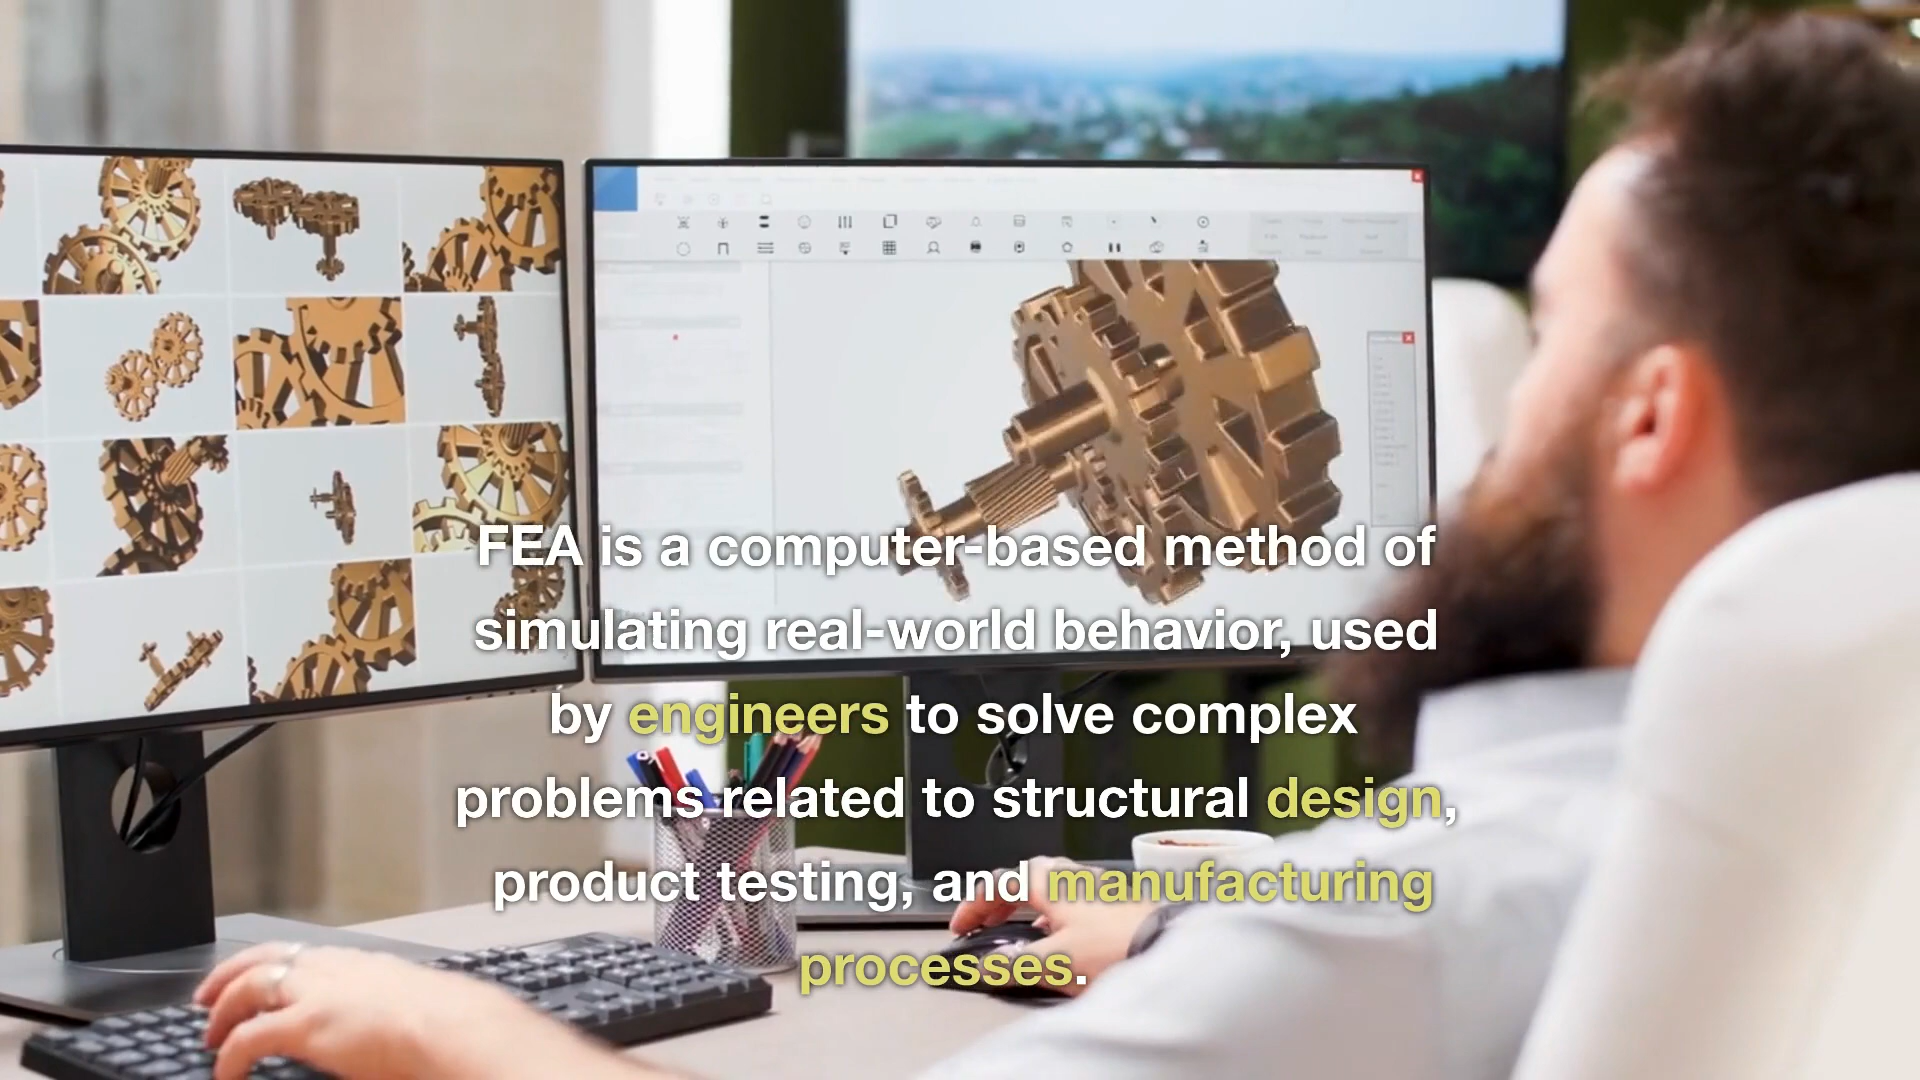 FEA is a computer-based method of
simulating real-world behavior, used
by engineers to solve complex
problems related to structural design,
product testing, and manufacturing
processes.